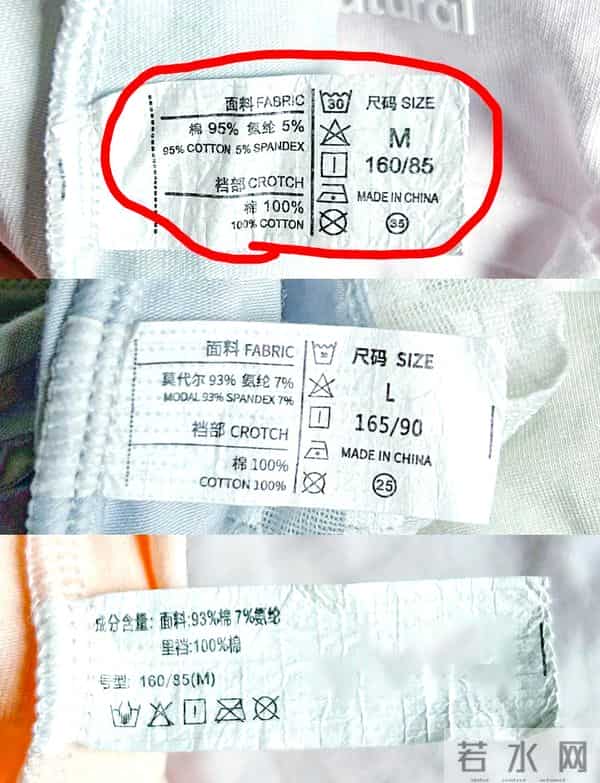 atural
面料 FABRIC
棉 95% 氨纶 5%
95% COTTON 5% SPANDEX
裆部 CROTCH
棉 100%
100% COTTON
30
尺码 SIZE
M
160/85
MADE IN CHINA
35
面料 FABRIC
莫代尔 93% 氨纶 7%
MODAL 93% SPANDEX 7%
裆部 CROTCH
棉 100%
COTTON 100%
尺码 SIZE
L
165/90
MADE IN CHINA
25
成分含量: 面料:93%棉 7%氨纶
里裆:100%棉
号型: 160/85(M)
若水网